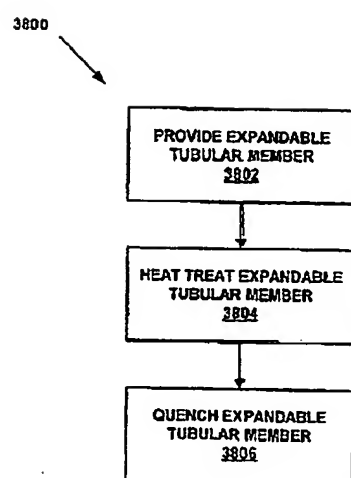 3800
PROVIDE EXPANDABLE
TUBULAR MEMBER
3802
HEAT TREAT EXPANDABLE
TUBULAR MEMBER
3804
QUENCH EXPANDABLE
TUBULAR MEMBER
3806